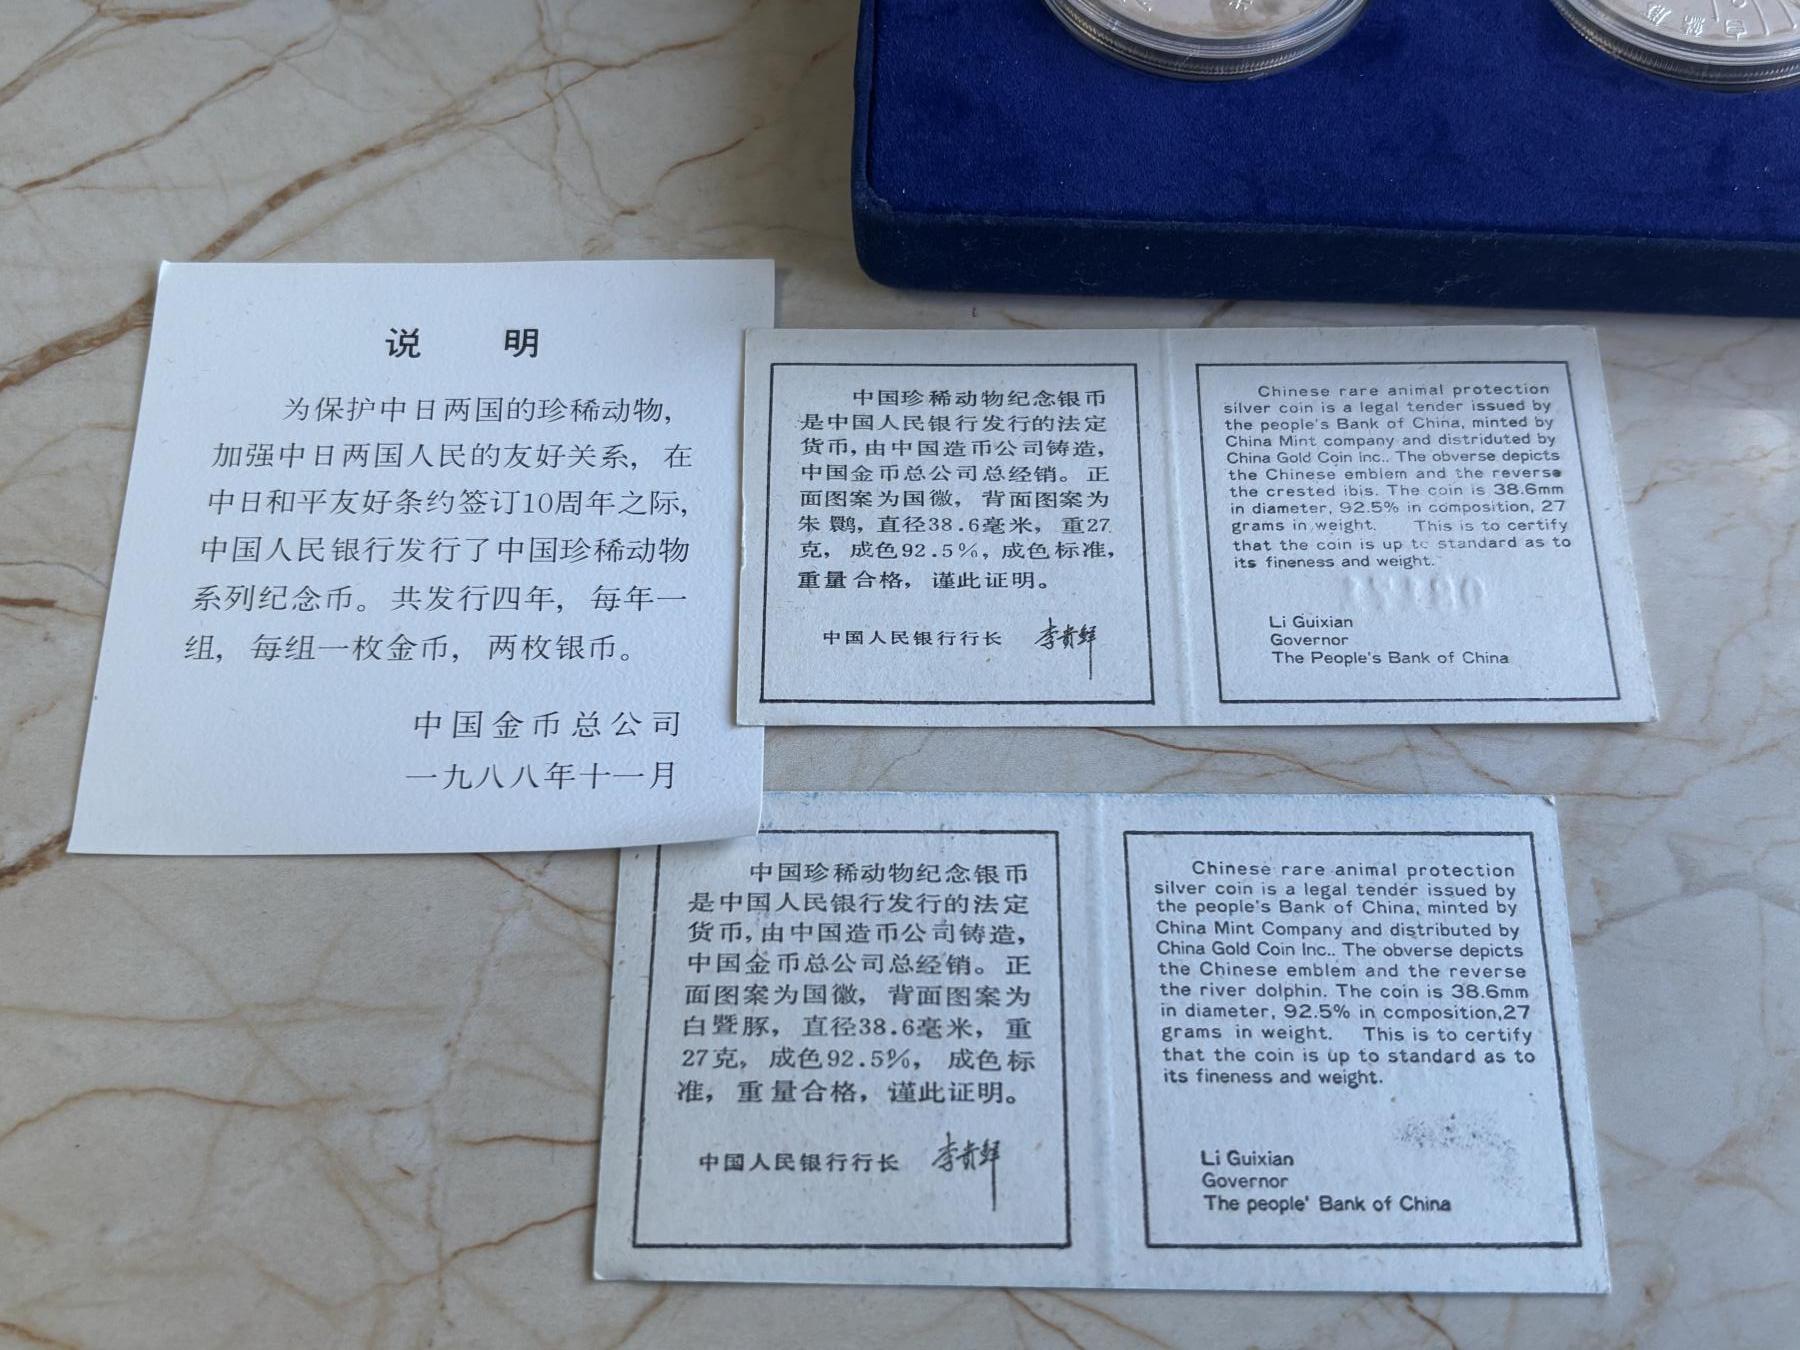 说 明
为保护中日两国的珍稀动物,
加强中日两国人民的友好关系, 在
中日和平友好条约签订10周年之际,
中国人民银行发行了中国珍稀动物
系列纪念币。共发行四年, 每年一
组, 每组一枚金币, 两枚银币。
中国金币总公司
一九八八年十一月
中国珍稀动物纪念银币
是中国人民银行发行的法定
货币, 由中国造币公司铸造,
中国金币总公司总经销。正
面图案为国徽, 背面图案为
朱鹮, 直径38.6毫米, 重27
克, 成色92.5%, 成色标准,
重量合格, 谨此证明。
中国人民银行行长 李贵鲜
Chinese rare animal protection
silver coin is a legal tender issued by
the people's Bank of China, minted by
China Mint company and distriduted by
China Gold Coin Inc.. The obverse depicts
the Chinese emblem and the reverse
the crested ibis. The coin is 38.6mm
in diameter, 92.5% in composition, 27
grams in weight. This is to certify
that the coin is up to standard as to
its fineness and weight.
Li Guixian
Governor
The People's Bank of China
中国珍稀动物纪念银币
是中国人民银行发行的法定
货币, 由中国造币公司铸造,
中国金币总公司总经销。正
面图案为国徽, 背面图案为
白暨豚, 直径38.6毫米, 重
27克, 成色92.5%, 成色标
准, 重量合格, 谨此证明。
中国人民银行行长 李贵鲜
Chinese rare animal protection
silver coin is a legal tender issued by
the people's Bank of China, minted by
China Mint Company and distributed by
China Gold Coin Inc.. The obverse depicts
the Chinese emblem and the reverse
the river dolphin. The coin is 38.6mm
in diameter, 92.5% in composition,27
grams in weight. This is to certify
that the coin is up to standard as to
its fineness and weight.
Li Guixian
Governor
The people' Bank of China